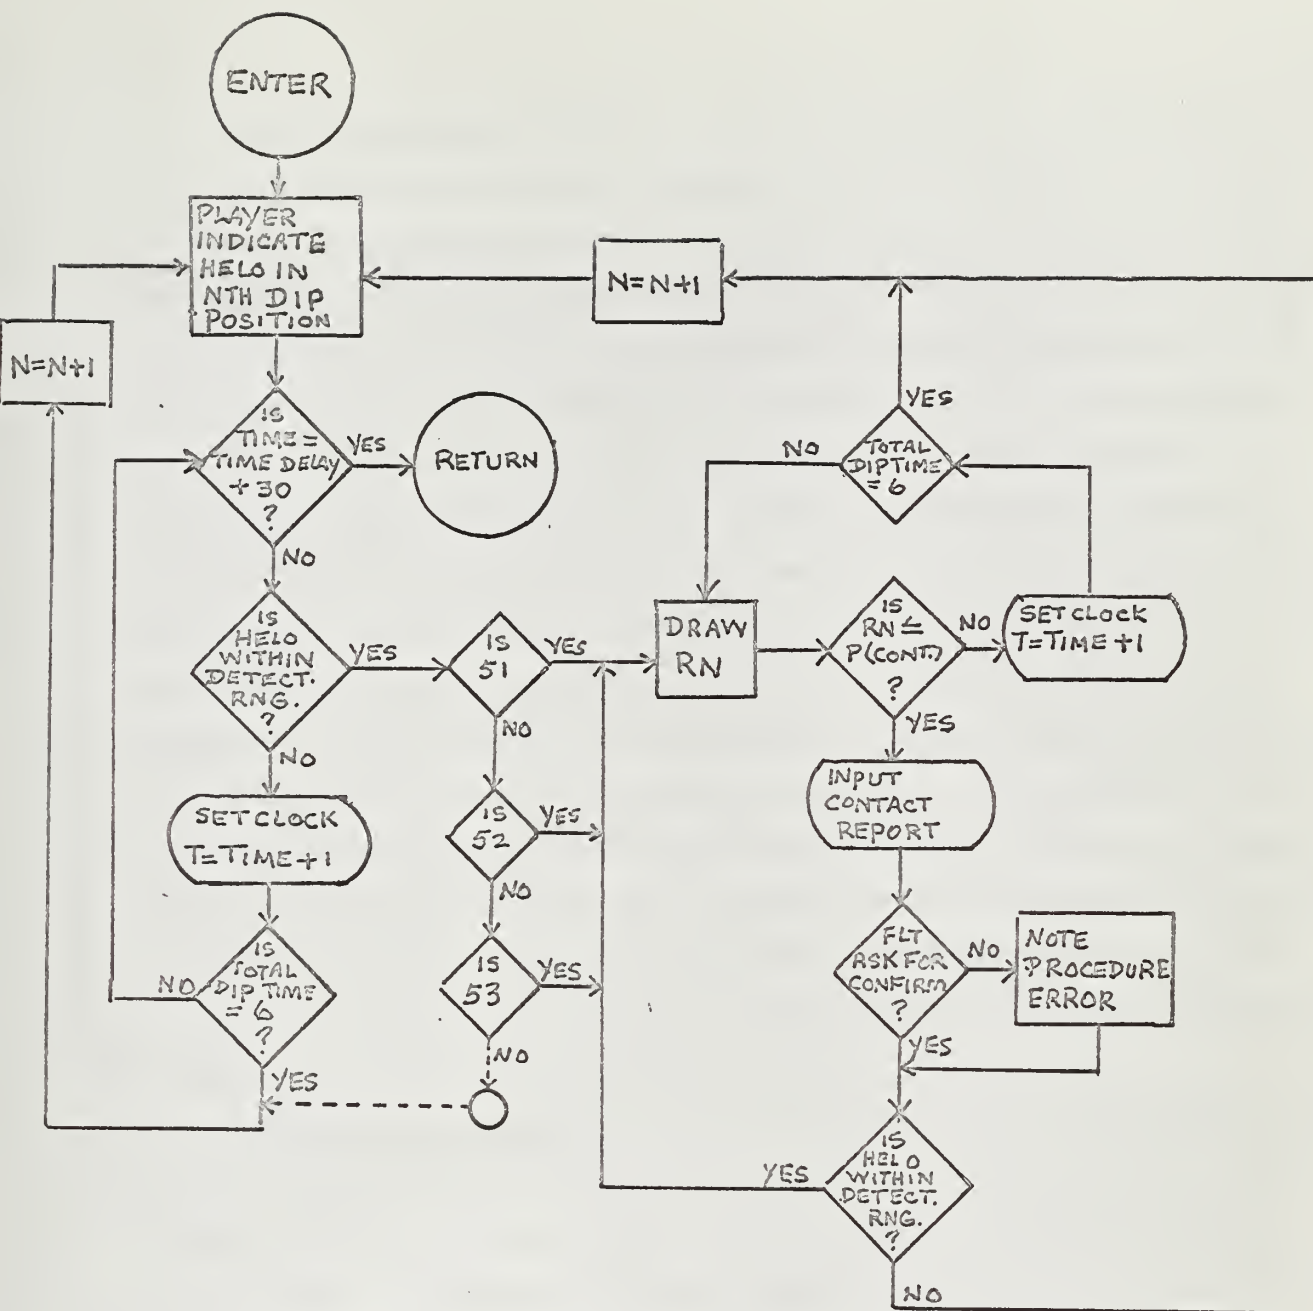 ENTER
PLAYER
INDICATE
HELO IN
NTH DIP
POSITION
N=N+1
N=N+1
IS
TIME =
TIME DELAY
+30
?
YES
RETURN
NO
YES
TOTAL
DIPTIME
= 6
NO
IS
HELO
WITHIN
DETECT.
RNG.
?
YES
NO
IS
51
YES
NO
DRAW
RN
IS
RN ≤
P(CONT.)
?
NO
YES
SET CLOCK
T=TIME+1
SET CLOCK
T=TIME+1
IS
52
YES
NO
INPUT
CONTACT
REPORT
IS
TOTAL
DIP TIME
= 6
?
NO
YES
IS
53
YES
NO
FLT
ASK FOR
CONFIRM
?
NO
YES
NOTE
PROCEDURE
ERROR
IS
HELO
WITHIN
DETECT.
RNG.
?
YES
NO